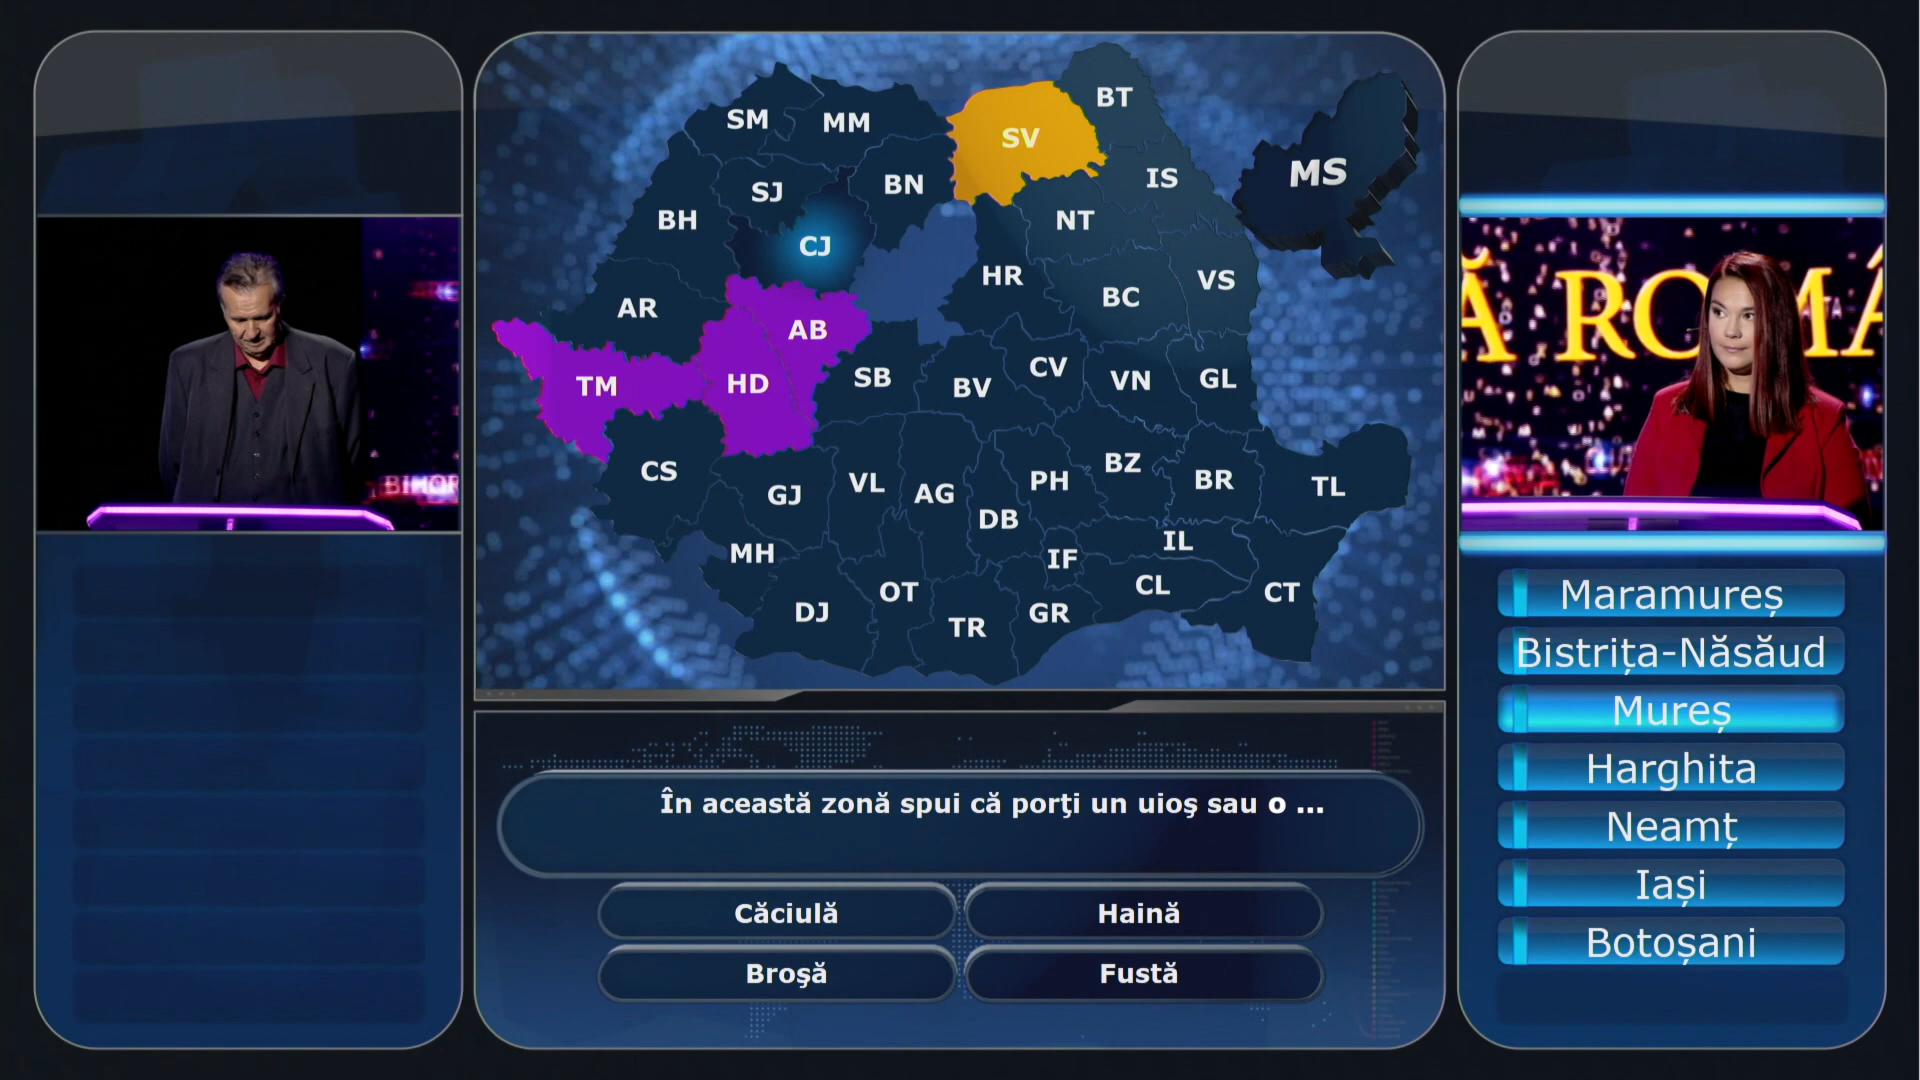 SM
MM
SV
BT
MS
SJ
BN
IS
BH
CJ
NT
HR
BC
VS
AR
AB
TM
HD
SB
BV
CV
VN
GL
CS
GJ
VL
AG
PH
BZ
BR
TL
DB
MH
IF
IL
DJ
OT
TR
GR
CL
CT
BIHOR
Ă ROMÂ
În această zonă spui că porţi un uioş sau o ...
Căciulă
Haină
Broşă
Fustă
Maramureș
Bistrița-Năsăud
Mureș
Harghita
Neamț
Iași
Botoșani